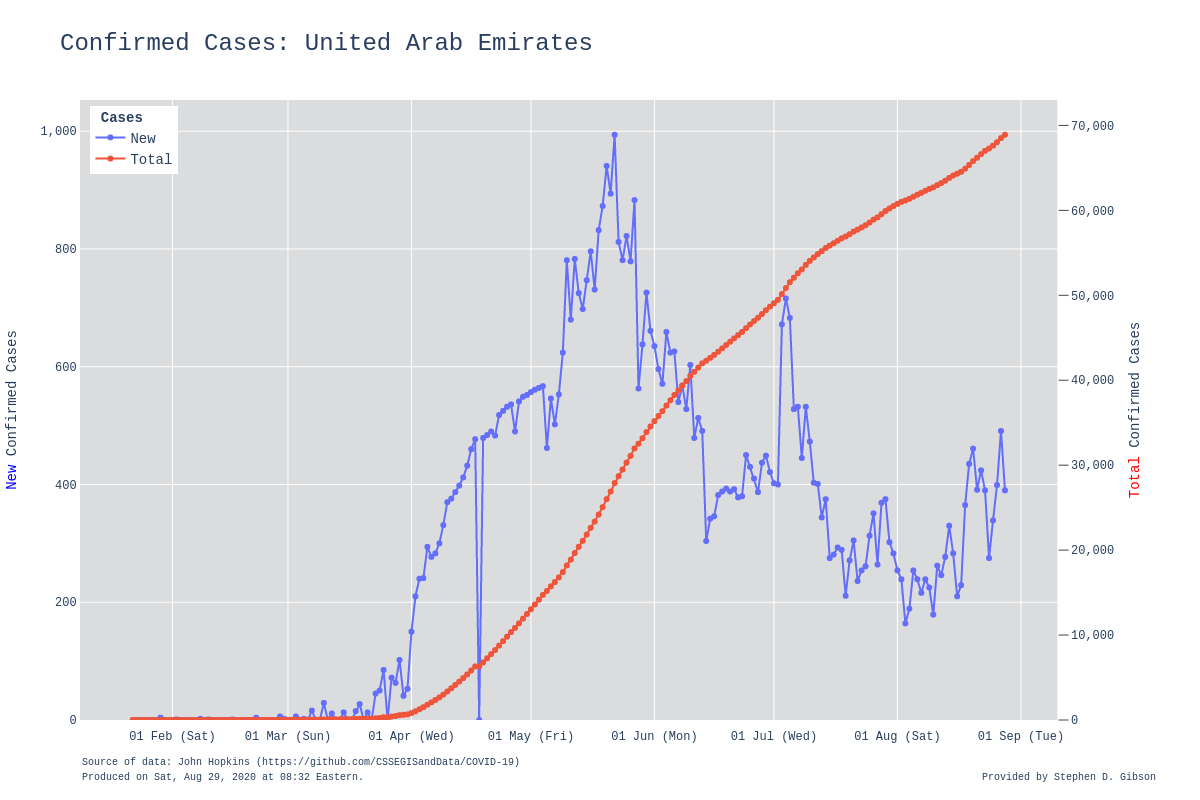 Confirmed Cases: United Arab Emirates
Cases
New
Total
1,000
800
600
400
200
0
70,000
60,000
50,000
40,000
30,000
20,000
10,000
0
New Confirmed Cases
Total Confirmed Cases
01 Feb (Sat) 01 Mar (Sun) 01 Apr (Wed) 01 May (Fri) 01 Jun (Mon) 01 Jul (Wed) 01 Aug (Sat) 01 Sep (Tue)
Source of data: John Hopkins (https://github.com/CSSEGISandData/COVID-19)
Produced on Sat, Aug 29, 2020 at 08:32 Eastern.
Provided by Stephen D. Gibson